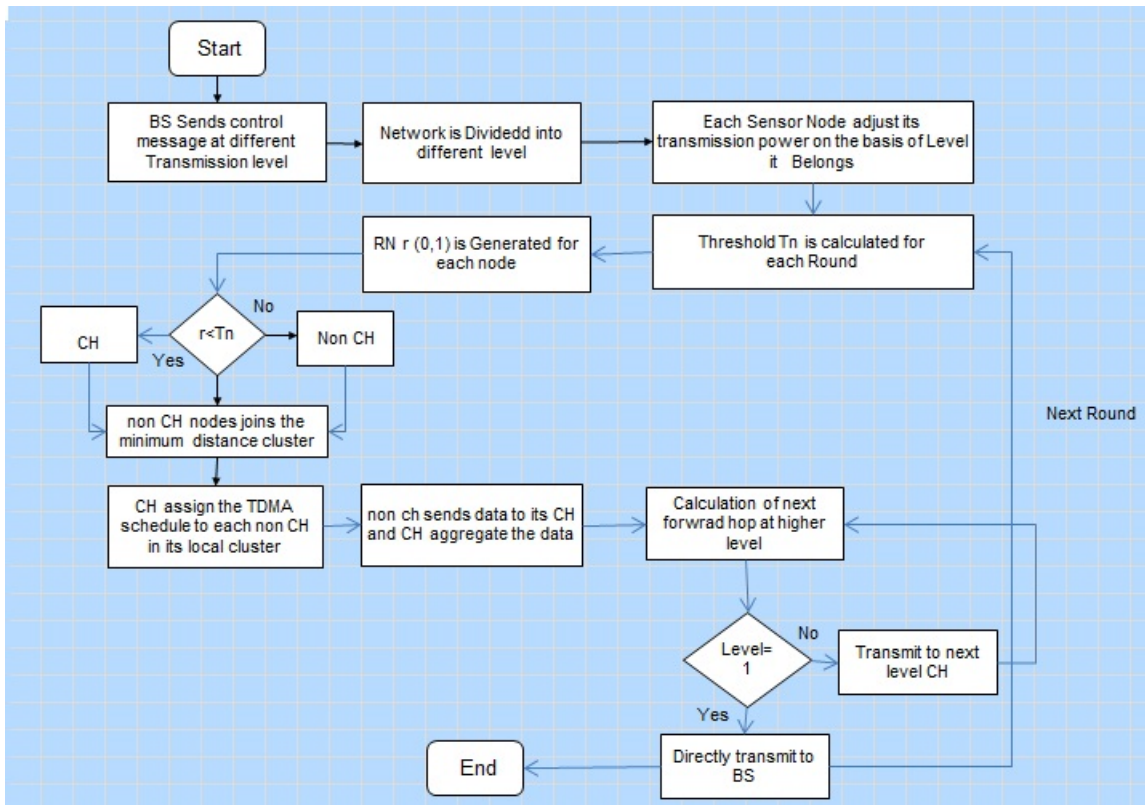 Start
BS Sends control
message at different
Transmission level
Network is Dividedd into
different level
Each Sensor Node adjust its
transmission power on the basis of Level
it Belongs
RN r (0,1) is Generated for
each node
Threshold Tn is calculated for
each Round
CH
Yes
r<Tn
No
Non CH
non CH nodes joins the
minimum distance cluster
Next Round
CH assign the TDMA
schedule to each non CH
in its local cluster
non ch sends data to its CH
and CH aggregate the data
Calculation of next
forwrad hop at higher
level
Level=
1
No
Transmit to next
level CH
Yes
Directly transmit to
BS
End